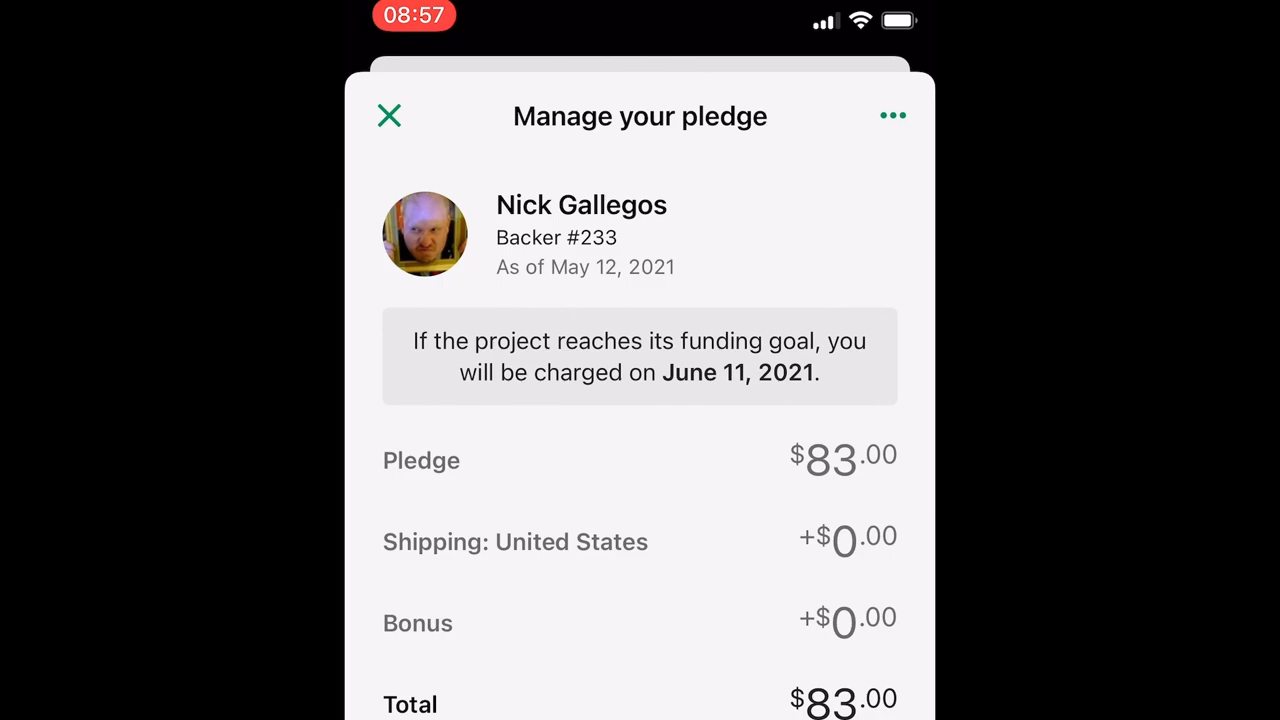 08:57
Manage your pledge
Nick Gallegos
Backer #233
As of May 12, 2021
If the project reaches its funding goal, you
will be charged on June 11, 2021.
Pledge $83.00
Shipping: United States +$0.00
Bonus +$0.00
Total $83.00